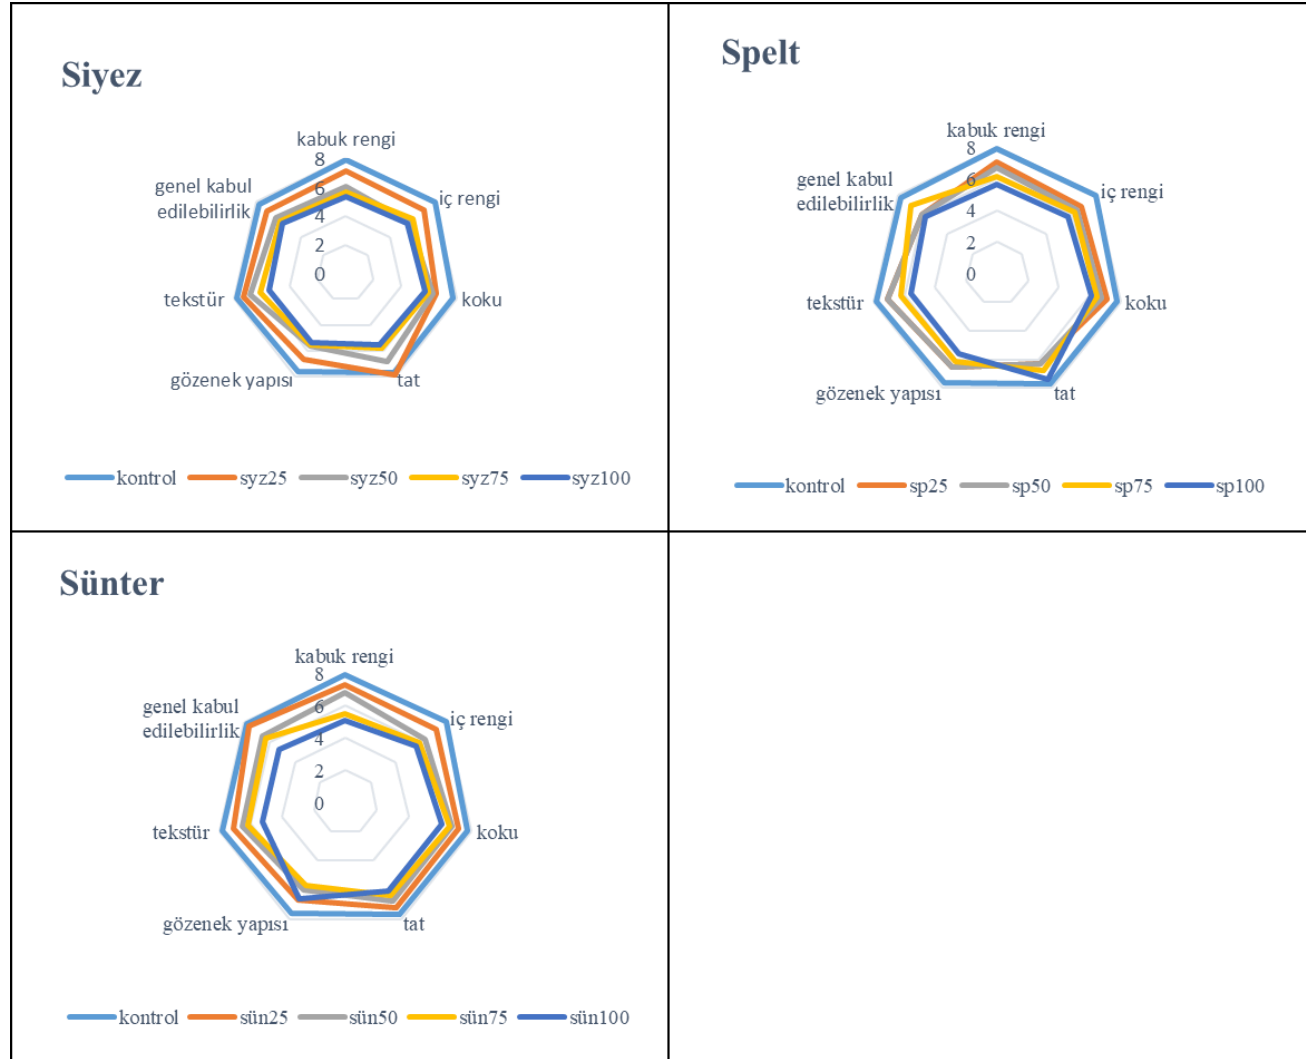 Siyez
kabuk rengi
8
6
4
2
0
iç rengi
koku
tat
gözenek yapısı
tekstür
genel kabul
edilebilirlik
kontrol syz25 syz50 syz75 syz100
Spelt
kabuk rengi
8
6
4
2
0
iç rengi
koku
tat
gözenek yapısı
tekstür
genel kabul
edilebilirlik
kontrol sp25 sp50 sp75 sp100
Sünter
kabuk rengi
8
6
4
2
0
iç rengi
koku
tat
gözenek yapısı
tekstür
genel kabul
edilebilirlik
kontrol sün25 sün50 sün75 sün100